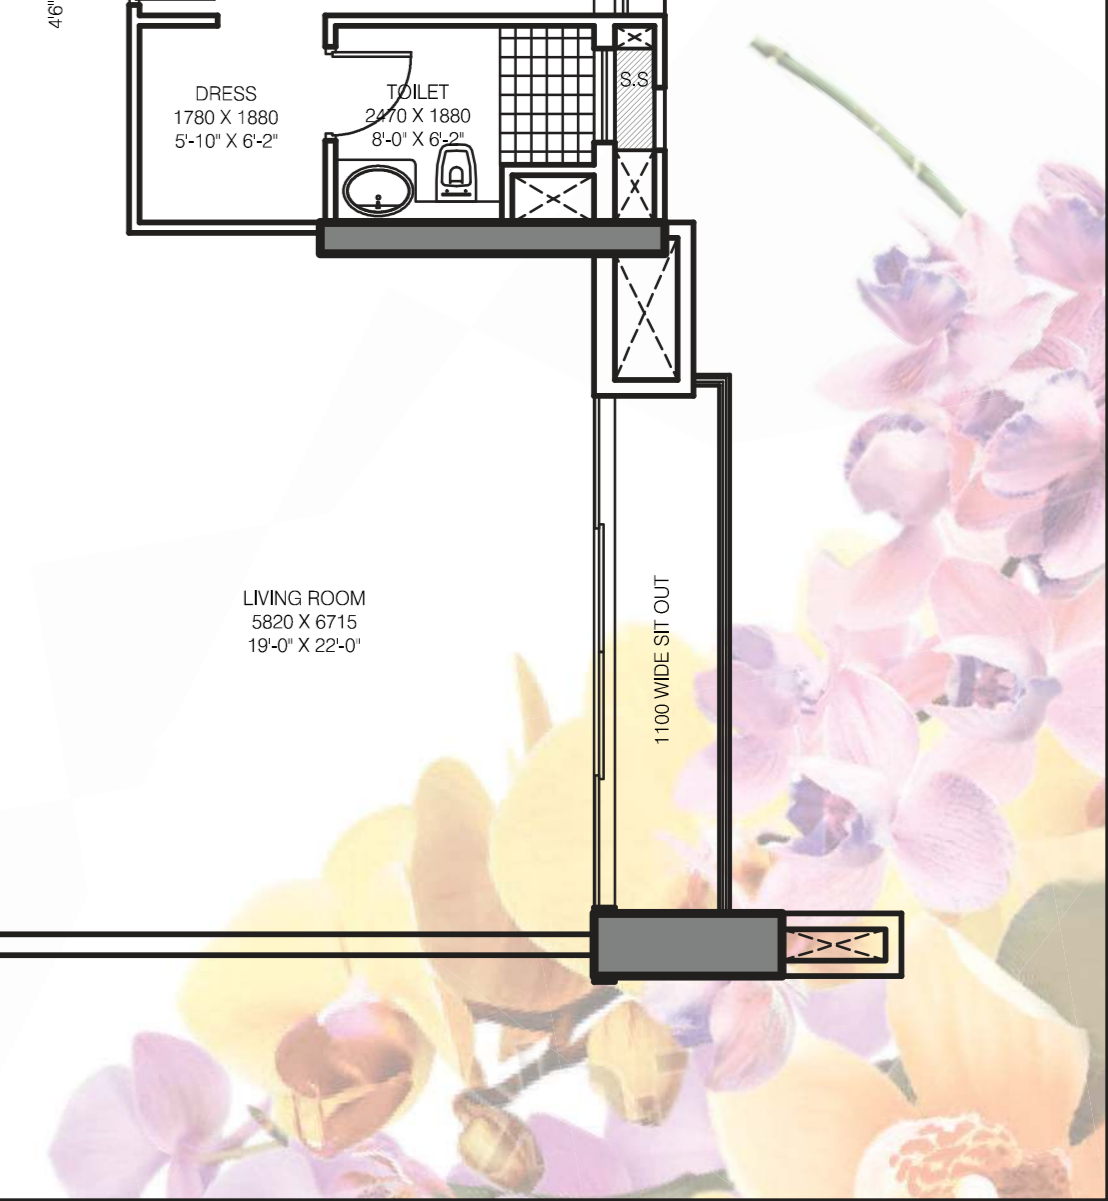 4'6"
DRESS
1780 X 1880
5'-10" X 6'-2"
TOILET
2470 X 1880
8'-0" X 6'-2"
S.S
LIVING ROOM
5820 X 6715
19'-0" X 22'-0"
1100 WIDE SIT OUT